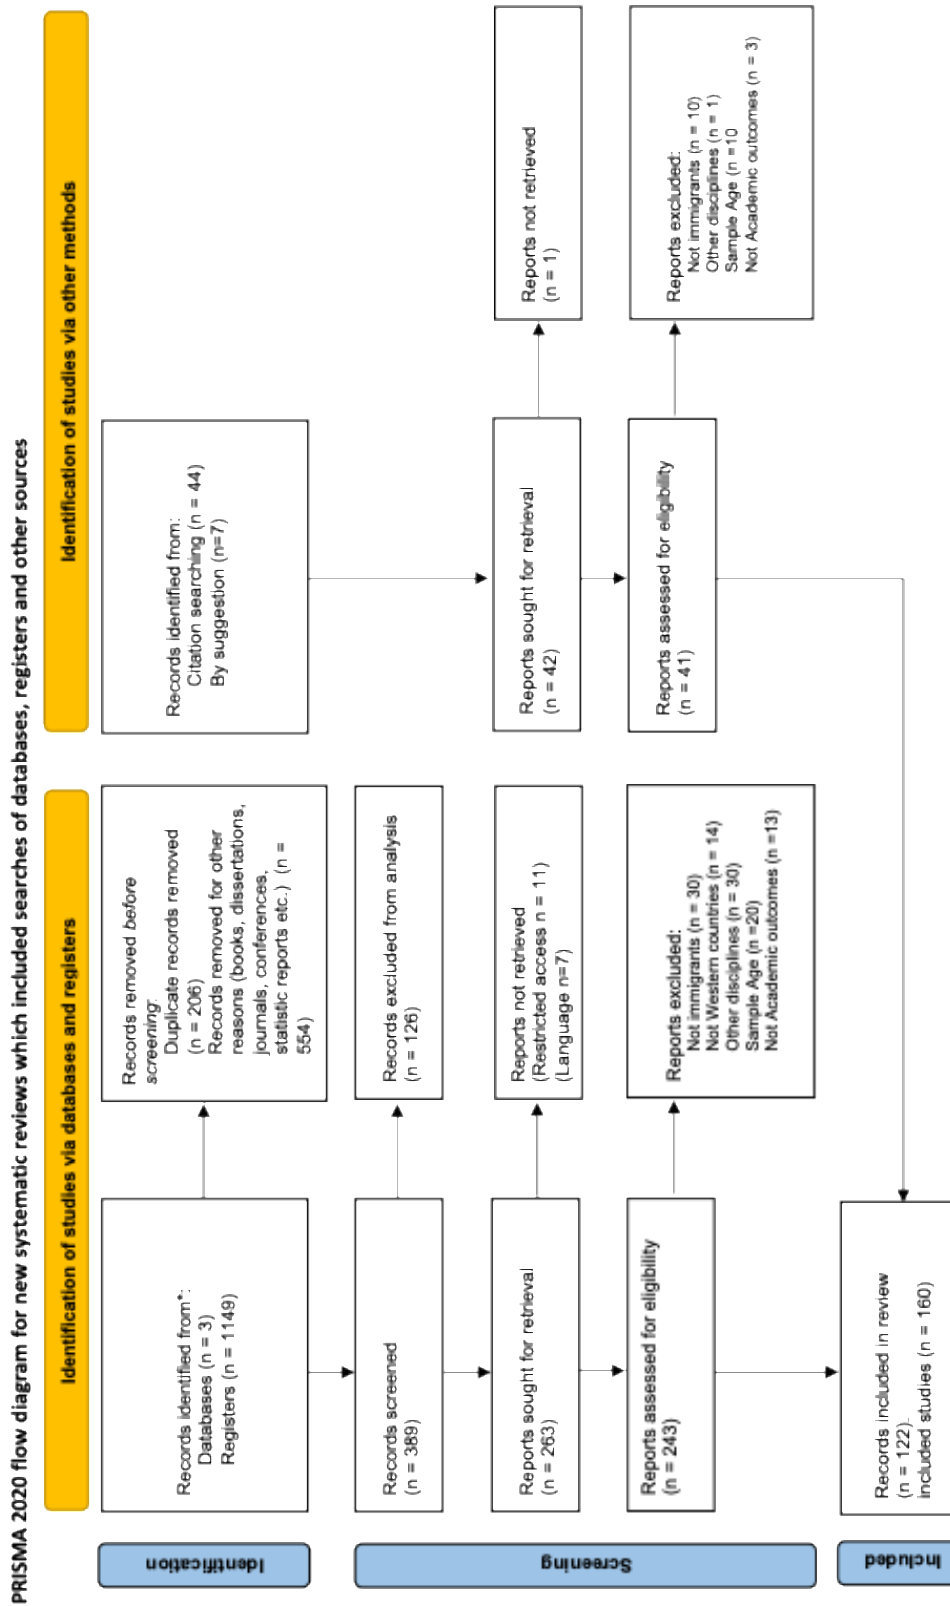 PRISMA 2020 flow diagram for new systematic reviews which included searches of databases, registers and other sources
Identification of studies via databases and registers
Identification of studies via other methods
Identification
Records identified from*:
Databases (n = 3)
Registers (n = 1149)
Records removed before
screening:
Duplicate records removed
(n = 206)
Records removed for other
reasons (books, dissertations,
journals, conferences,
statistic reports etc.) (n =
554)
Records identified from:
Citation searching (n = 44)
By suggestion (n=7)
Screening
Records screened
(n = 389)
Records excluded from analysis
(n = 126)
Reports sought for retrieval
(n = 263)
Reports not retrieved
(Restricted access n = 11)
(Language n=7)
Reports sought for retrieval
(n = 42)
Reports not retrieved
(n = 1)
Reports assessed for eligibility
(n = 243)
Reports excluded:
Not immigrants (n = 30)
Not Western countries (n = 14)
Other disciplines (n = 30)
Sample Age (n =20)
Not Academic outcomes (n =13)
Reports assessed for eligibility
(n = 41)
Reports excluded:
Not immigrants (n = 10)
Other disciplines (n = 1)
Sample Age (n =10
Not Academic outcomes (n = 3)
Included
Records included in review
(n = 122).
included studies (n = 160)